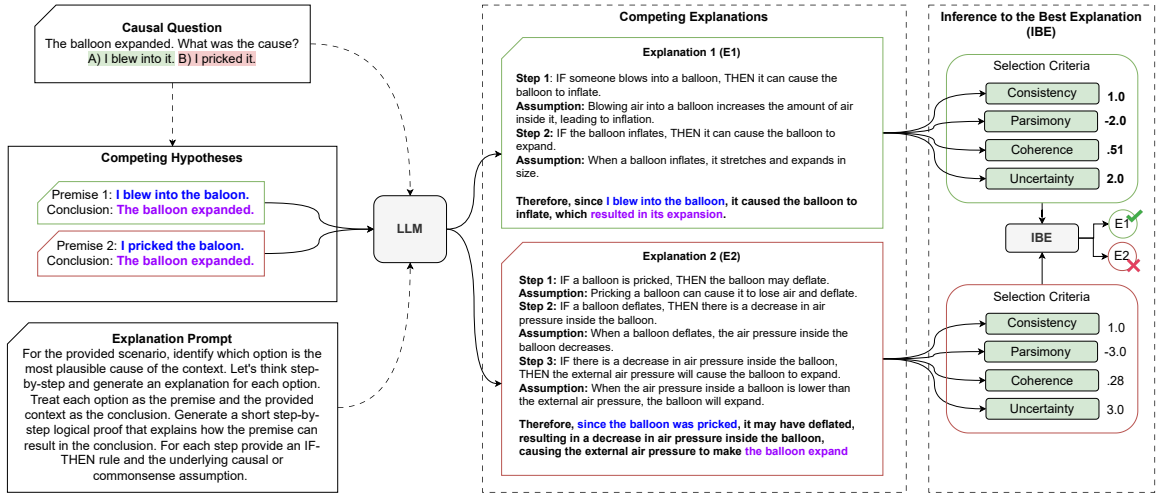 Causal Question
The balloon expanded. What was the cause?
A) I blew into it. B) I pricked it.
Competing Hypotheses
Premise 1: I blew into the baloon.
Conclusion: The balloon expanded.
Premise 2: I pricked the baloon.
Conclusion: The balloon expanded.
Explanation Prompt
For the provided scenario, identify which option is the
most plausible cause of the context. Let's think step-
by-step and generate an explanation for each option.
Treat each option as the premise and the provided
context as the conclusion. Generate a short step-by-
step logical proof that explains how the premise can
result in the conclusion. For each step provide an IF-
THEN rule and the underlying causal or
commonsense assumption.
LLM
Competing Explanations
Explanation 1 (E1)
Step 1: IF someone blows into a balloon, THEN it can cause the
balloon to inflate.
Assumption: Blowing air into a balloon increases the amount of air
inside it, leading to inflation.
Step 2: IF the balloon inflates, THEN it can cause the balloon to
expand.
Assumption: When a balloon inflates, it stretches and expands in
size.
Therefore, since I blew into the balloon, it caused the balloon to
inflate, which resulted in its expansion.
Explanation 2 (E2)
Step 1: IF a balloon is pricked, THEN the balloon may deflate.
Assumption: Pricking a balloon can cause it to lose air and deflate.
Step 2: IF a balloon deflates, THEN there is a decrease in air
pressure inside the balloon.
Assumption: When a balloon deflates, the air pressure inside the
balloon decreases.
Step 3: IF there is a decrease in air pressure inside the balloon,
THEN the external air pressure will cause the balloon to expand.
Assumption: When the air pressure inside a balloon is lower than
the external air pressure, the balloon will expand.
Therefore, since the balloon was pricked, it may have deflated,
resulting in a decrease in air pressure inside the balloon,
causing the external air pressure to make the balloon expand
Inference to the Best Explanation
(IBE)
Selection Criteria
Consistency 1.0
Parsimony -2.0
Coherence .51
Uncertainty 2.0
IBE
E1
E2
Selection Criteria
Consistency 1.0
Parsimony -3.0
Coherence .28
Uncertainty 3.0